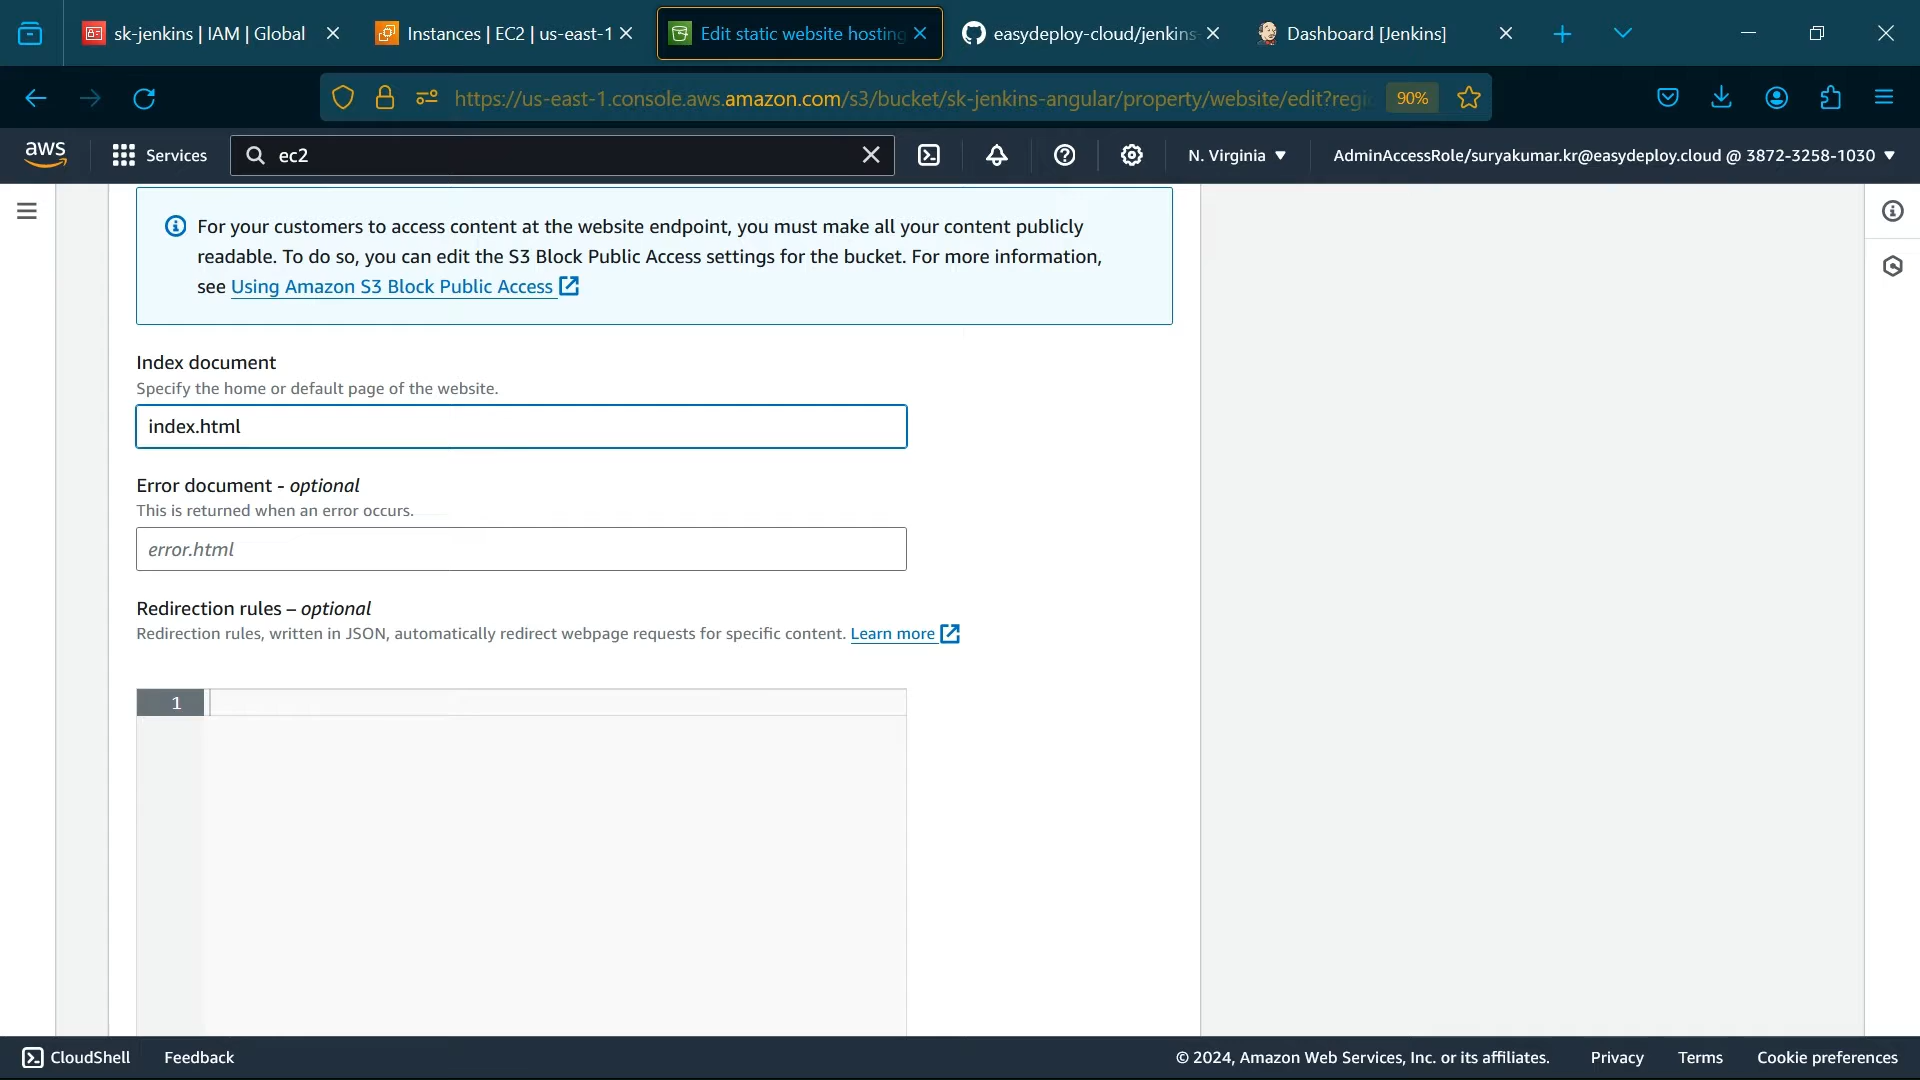 sk-jenkins | IAM | Global
Instances | EC2 | us-east-1
Edit static website hosting
easydeploy-cloud/jenkins-
Dashboard [Jenkins]
https://us-east-1.console.aws.amazon.com/s3/bucket/sk-jenkins-angular/property/website/edit?regi
90%
aws
Services
ec2
N. Virginia
AdminAccessRole/suryakumar.kr@easydeploy.cloud @ 3872-3258-1030
For your customers to access content at the website endpoint, you must make all your content publicly
readable. To do so, you can edit the S3 Block Public Access settings for the bucket. For more information,
see Using Amazon S3 Block Public Access
Index document
Specify the home or default page of the website.
index.html
Error document - optional
This is returned when an error occurs.
error.html
Redirection rules – optional
Redirection rules, written in JSON, automatically redirect webpage requests for specific content. Learn more
1
CloudShell
Feedback
© 2024, Amazon Web Services, Inc. or its affiliates.
Privacy
Terms
Cookie preferences